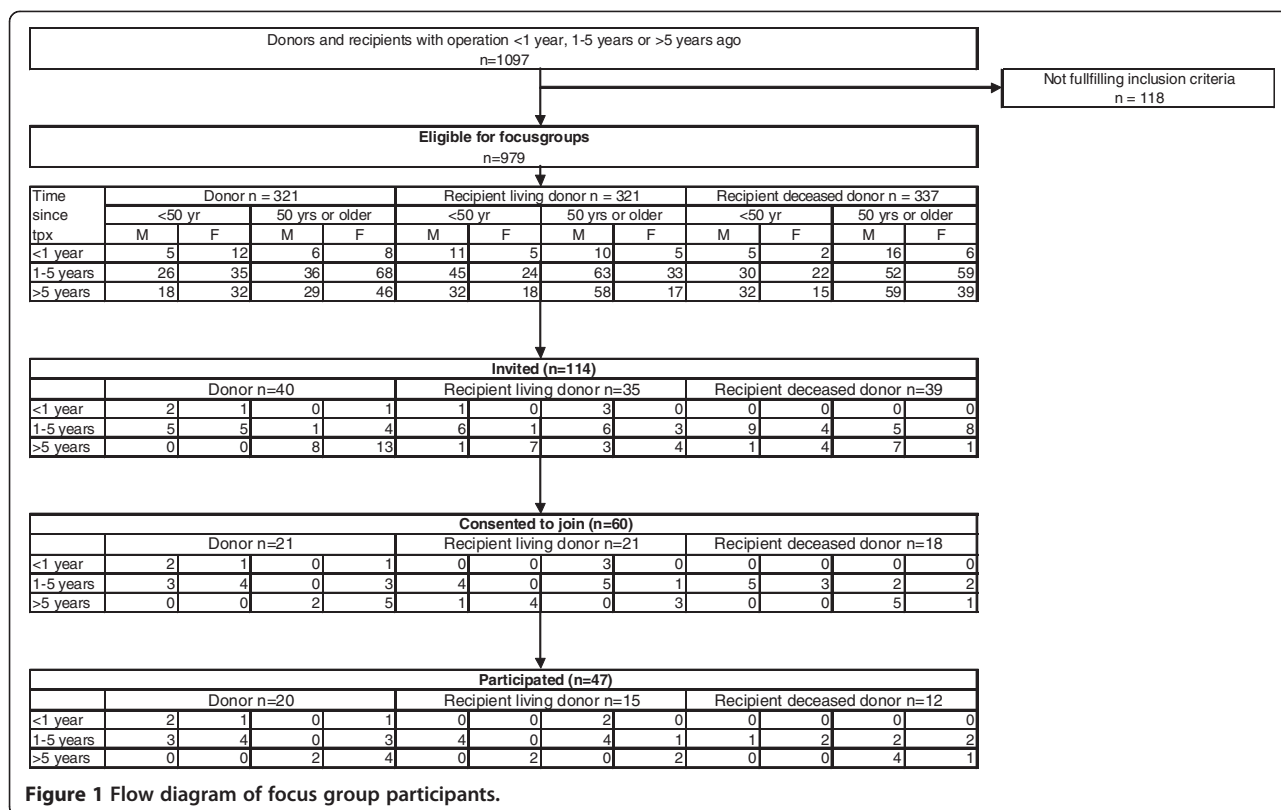 Donors and recipients with operation <1 year, 1-5 years or >5 years ago
n=1097
Not fullfilling inclusion criteria
n = 118
Eligible for focusgroups
n=979
Time since tpx Donor n = 321 Recipient living donor n = 321 Recipient deceased donor n = 337
<50 yr 50 yrs or older <50 yr 50 yrs or older <50 yr 50 yrs or older
M F M F M F M F M F M F
<1 year 5 12 6 8 11 5 10 5 5 2 16 6
1-5 years 26 35 36 68 45 24 63 33 30 22 52 59
>5 years 18 32 29 46 32 18 58 17 32 15 59 39
Invited (n=114)
Donor n=40 Recipient living donor n=35 Recipient deceased donor n=39
<1 year 2 1 0 1 1 0 3 0 0 0 0 0
1-5 years 5 5 1 4 6 1 6 3 9 4 5 8
>5 years 0 0 8 13 1 7 3 4 1 4 7 1
Consented to join (n=60)
Donor n=21 Recipient living donor n=21 Recipient deceased donor n=18
<1 year 2 1 0 1 0 0 3 0 0 0 0 0
1-5 years 3 4 0 3 4 0 5 1 5 3 2 2
>5 years 0 0 2 5 1 4 0 3 0 0 5 1
Participated (n=47)
Donor n=20 Recipient living donor n=15 Recipient deceased donor n=12
<1 year 2 1 0 1 0 0 2 0 0 0 0 0
1-5 years 3 4 0 3 4 0 4 1 1 2 2 2
>5 years 0 0 2 4 0 2 0 2 0 0 4 1
Figure 1 Flow diagram of focus group participants.